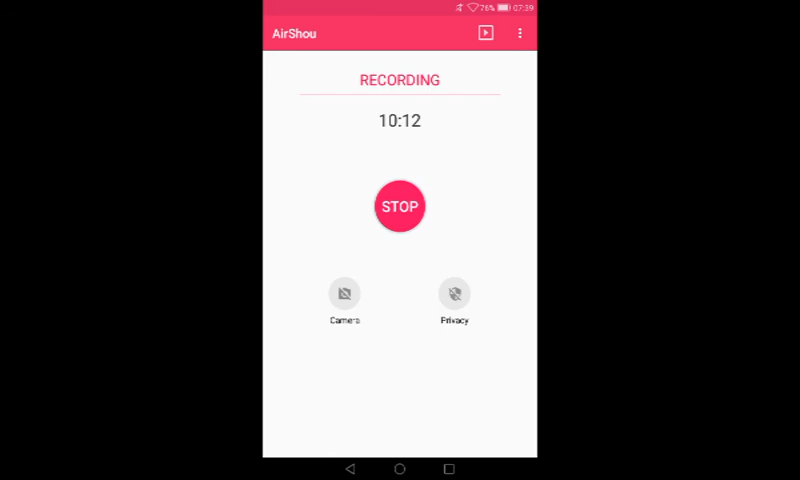 76% 07:39
AirShou
RECORDING
10:12
STOP
Camera Privacy